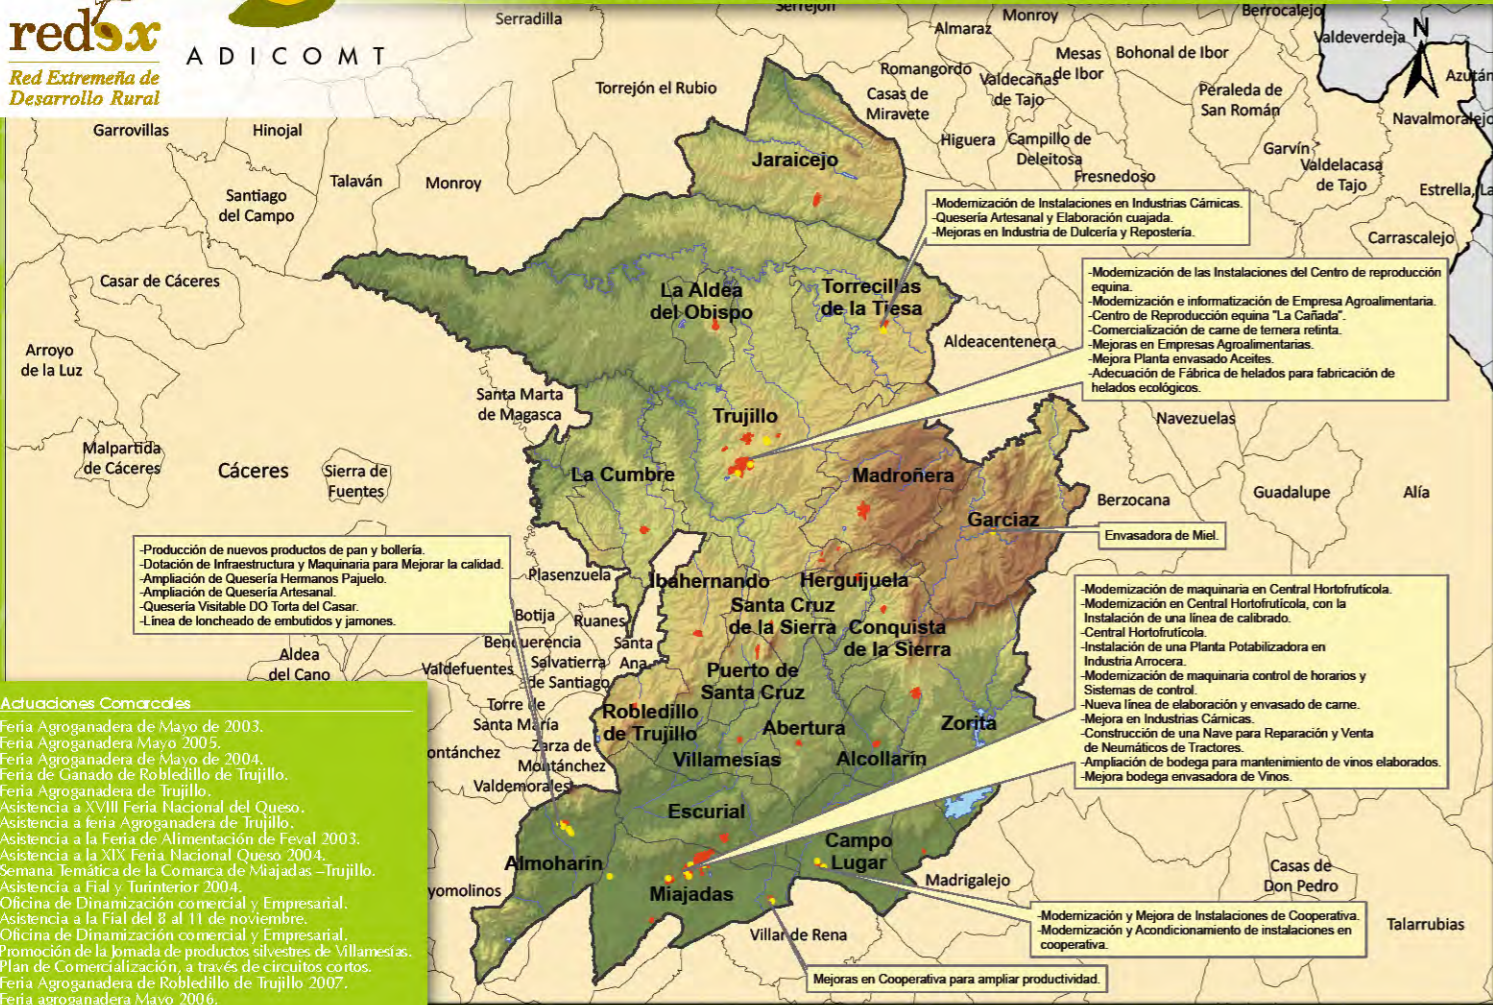 redex
Red Extremeña de
Desarrollo Rural
ADICOMT
Serradilla
Serrejón
Almaraz
Monroy
Berrocalejo
Valdeverdeja
N
Romangordo
Valdecañas
de Tajo
Mesas
de Ibor
Bohonal de Ibor
Azután
Torrejón el Rubio
Casas de
Miravete
Peraleda de
San Román
Navalmoralejo
Garrovillas
Hinojal
Higuera
Campillo de
Deleitosa
Garvín
Jaraicejo
Fresnedoso
Valdelacasa
de Tajo
Estrella, La
Talaván
Monroy
Santiago
del Campo
-Modernización de Instalaciones en Industrias Cárnicas.
-Quesería Artesanal y Elaboración cuajada.
-Mejoras en Industria de Dulcería y Repostería.
Carrascalejo
Casar de Cáceres
La Aldea
del Obispo
Torrecillas
de la Tiesa
-Modernización de las Instalaciones del Centro de reproducción
equina.
-Modernización e informatización de Empresa Agroalimentaria.
-Centro de Reproducción equina "La Cañada".
-Comercialización de carne de ternera retinta.
-Mejoras en Empresas Agroalimentarias.
-Mejora Planta envasado Aceites.
-Adecuación de Fábrica de helados para fabricación de
helados ecológicos.
Aldeacentenera
Arroyo
de la Luz
Santa Marta
de Magasca
Trujillo
Navezuelas
Malpartida
de Cáceres
Cáceres
Sierra de
Fuentes
La Cumbre
Madroñera
Garciaz
Berzocana
Guadalupe
Alía
Envasadora de Miel.
-Producción de nuevos productos de pan y bollería.
-Dotación de Infraestructura y Maquinaria para Mejorar la calidad.
-Ampliación de Quesería Hermanos Pajuelo.
-Ampliación de Quesería Artesanal.
-Quesería Visitable DO Torta del Casar.
-Línea de loncheado de embutidos y jamones.
Plasenzuela
Ibahernando
Herguijuela
Santa Cruz
de la Sierra
Conquista
de la Sierra
Botija
Ruanes
Benquerencia
Santa
Ana
Salvatierra
de Santiago
Valdefuentes
Aldea
del Cano
Puerto de
Santa Cruz
-Modernización de maquinaria en Central Hortofrutícola.
-Modernización en Central Hortofrutícola, con la
Instalación de una línea de calibrado.
-Central Hortofrutícola.
-Instalación de una Planta Potabilizadora en
Industria Arrocera.
-Modernización de maquinaria control de horarios y
Sistemas de control.
-Nueva línea de elaboración y envasado de carne.
-Mejora en Industrias Cárnicas.
-Construcción de una Nave para Reparación y Venta
de Neumáticos de Tractores.
-Ampliación de bodega para mantenimiento de vinos elaborados.
-Mejora bodega envasadora de Vinos.
Torre de
Santa María
Robledillo
de Trujillo
Abertura
Zorita
ontánchez
Zarza de
Montánchez
Villamesías
Alcollarín
Valdemorales
Escurial
Almoharín
Campo
Lugar
Miajadas
Madrigalejo
Casas de
Don Pedro
yomolinos
Villar de Rena
Talarrubias
-Modernización y Mejora de Instalaciones de Cooperativa.
-Modernización y Acondicionamiento de instalaciones en
cooperativa.
Mejoras en Cooperativa para ampliar productividad.
Actuaciones Comarcales
Feria Agroganadera de Mayo de 2003.
Feria Agroganadera Mayo 2005.
Feria Agroganadera de Mayo de 2004.
Feria de Ganado de Robledillo de Trujillo.
Feria Agroganadera de Trujillo.
Asistencia a XVIII Feria Nacional del Queso.
Asistencia a feria Agroganadera de Trujillo.
Asistencia a la Feria de Alimentación de Feval 2003.
Asistencia a la XIX Feria Nacional Queso 2004.
Semana Temática de la Comarca de Miajadas –Trujillo.
Asistencia a Fial y Turinterior 2004.
Oficina de Dinamización comercial y Empresarial.
Asistencia a la Fial del 8 al 11 de noviembre.
Oficina de Dinamización comercial y Empresarial.
Promoción de la Jornada de productos silvestres de Villamesías.
Plan de Comercialización, a través de circuitos cortos.
Feria Agroganadera de Robledillo de Trujillo 2007.
Feria agroganadera Mayo 2006.